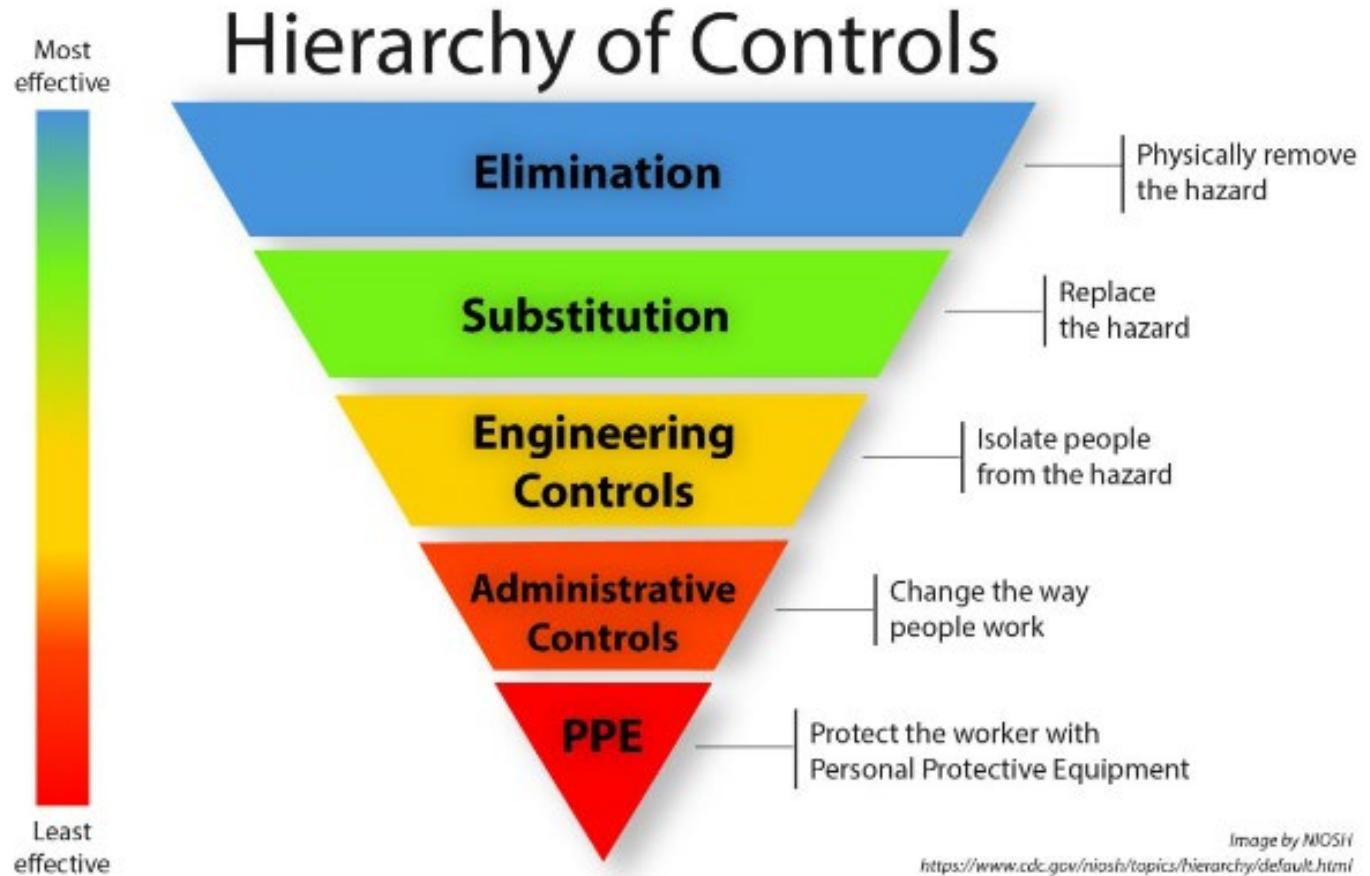 Hierarchy of Controls
Most
effective
Elimination
Physically remove
the hazard
Substitution
Replace
the hazard
Engineering
Controls
Isolate people
from the hazard
Administrative
Controls
Change the way
people work
PPE
Protect the worker with
Personal Protective Equipment
Least
effective
Image by NIOSH
https://www.cdc.gov/niosh/topics/hierarchy/default.html